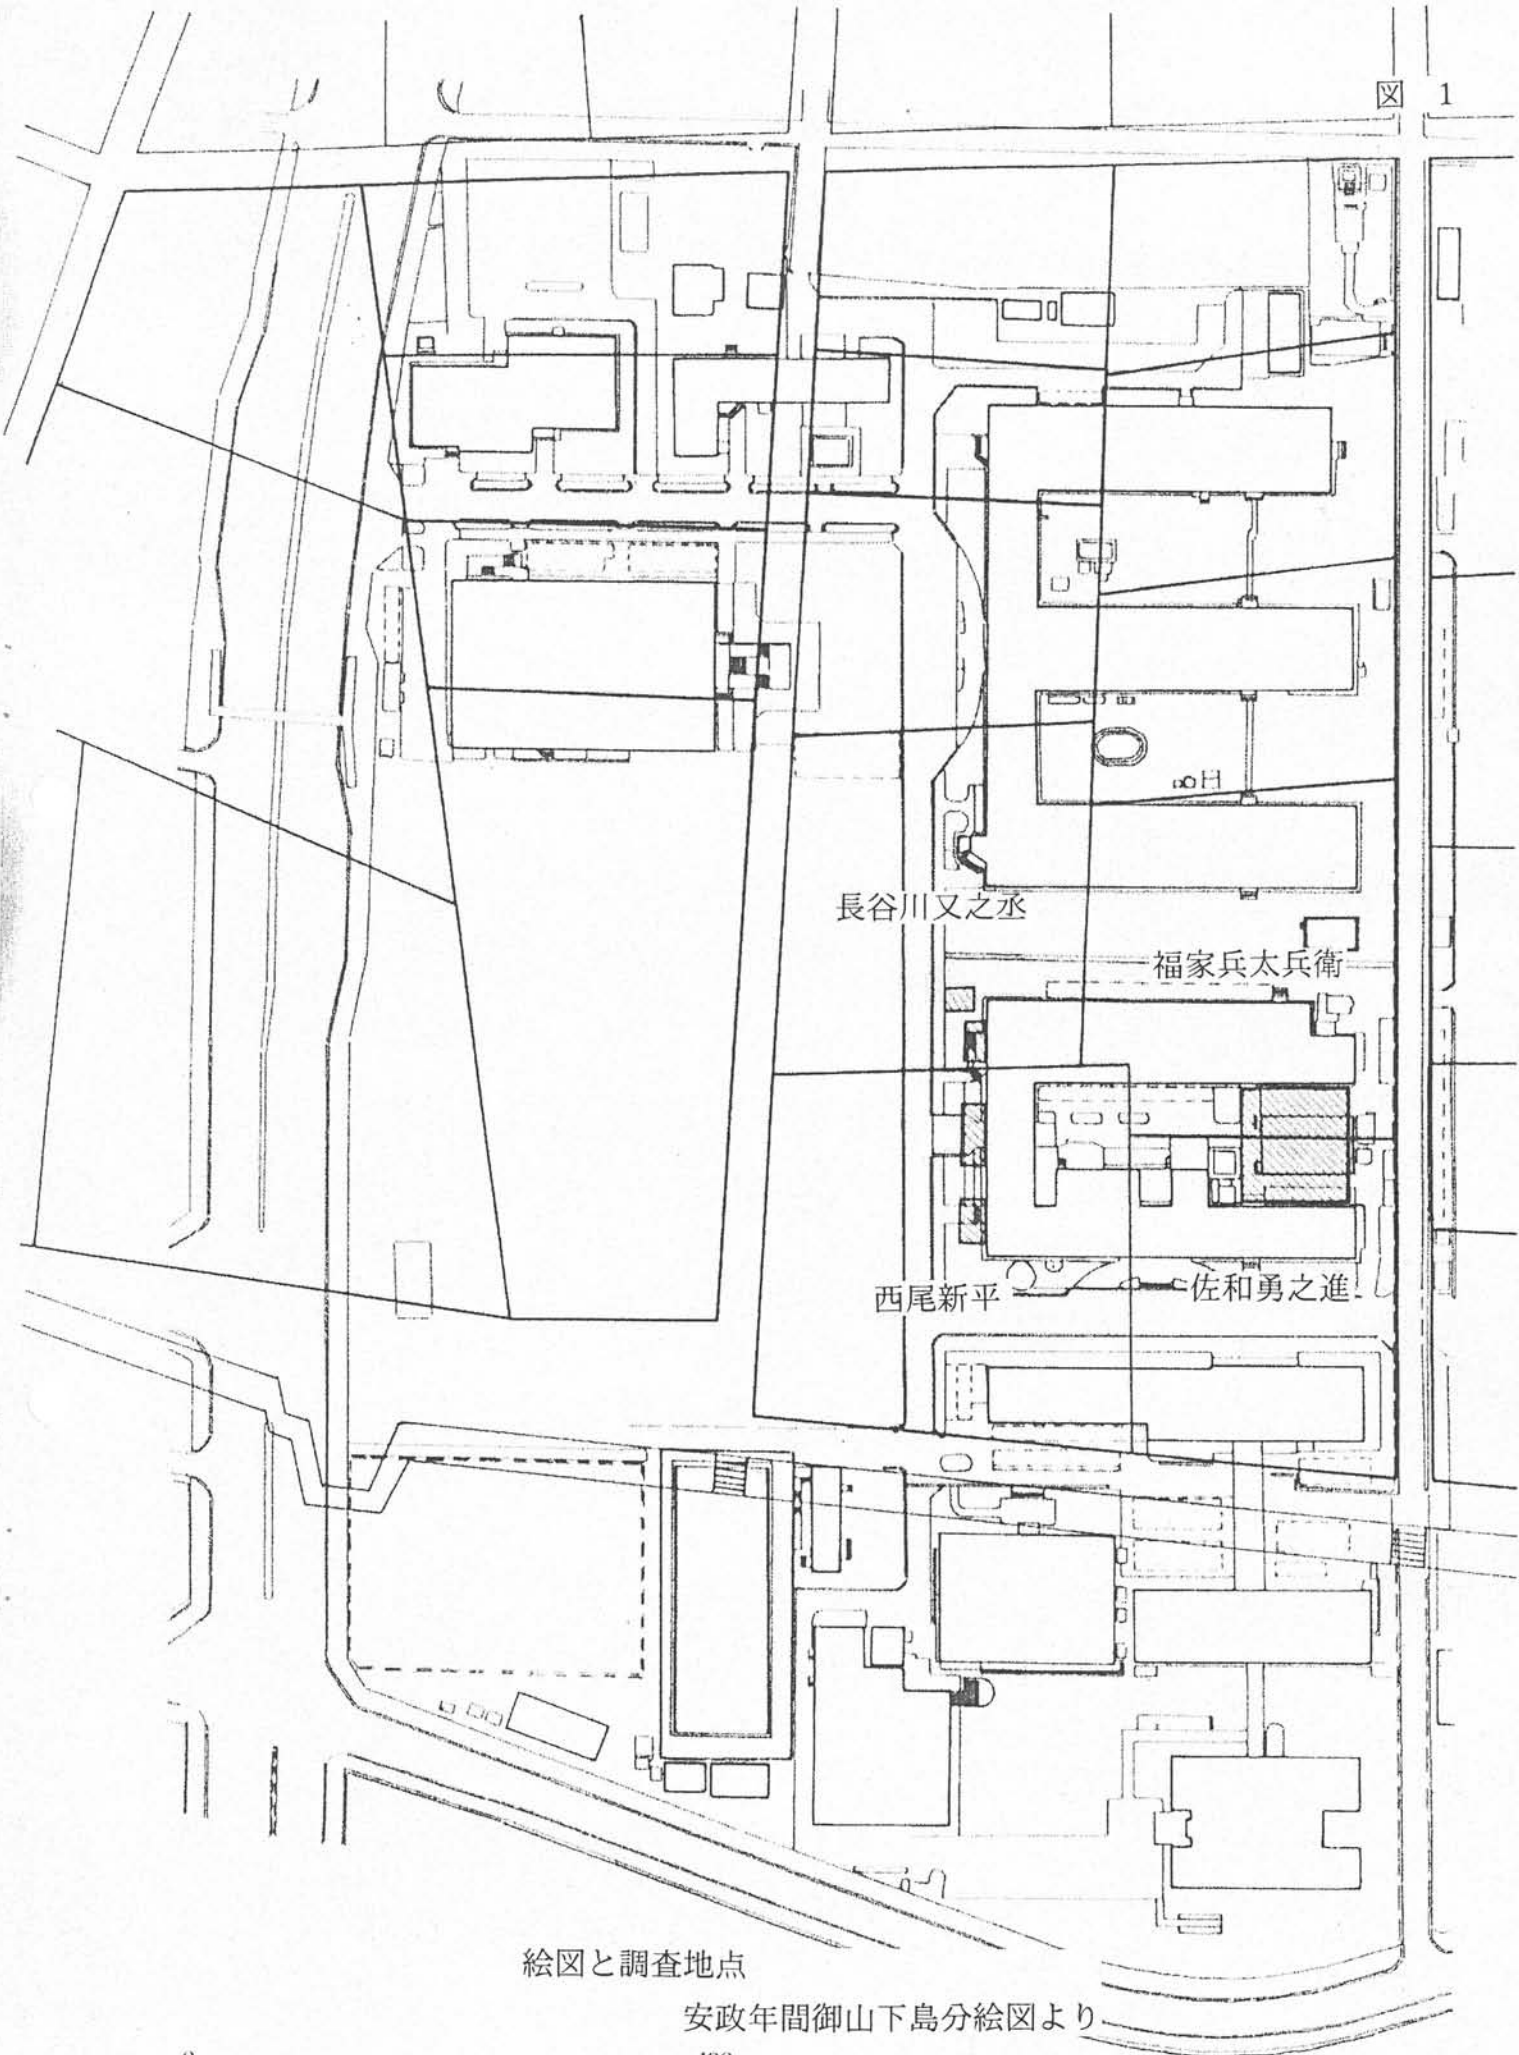 図 1
長谷川又之丞
福家兵太兵衛
西尾新平
佐和勇之進
絵図と調査地点
安政年間御山下島分絵図より